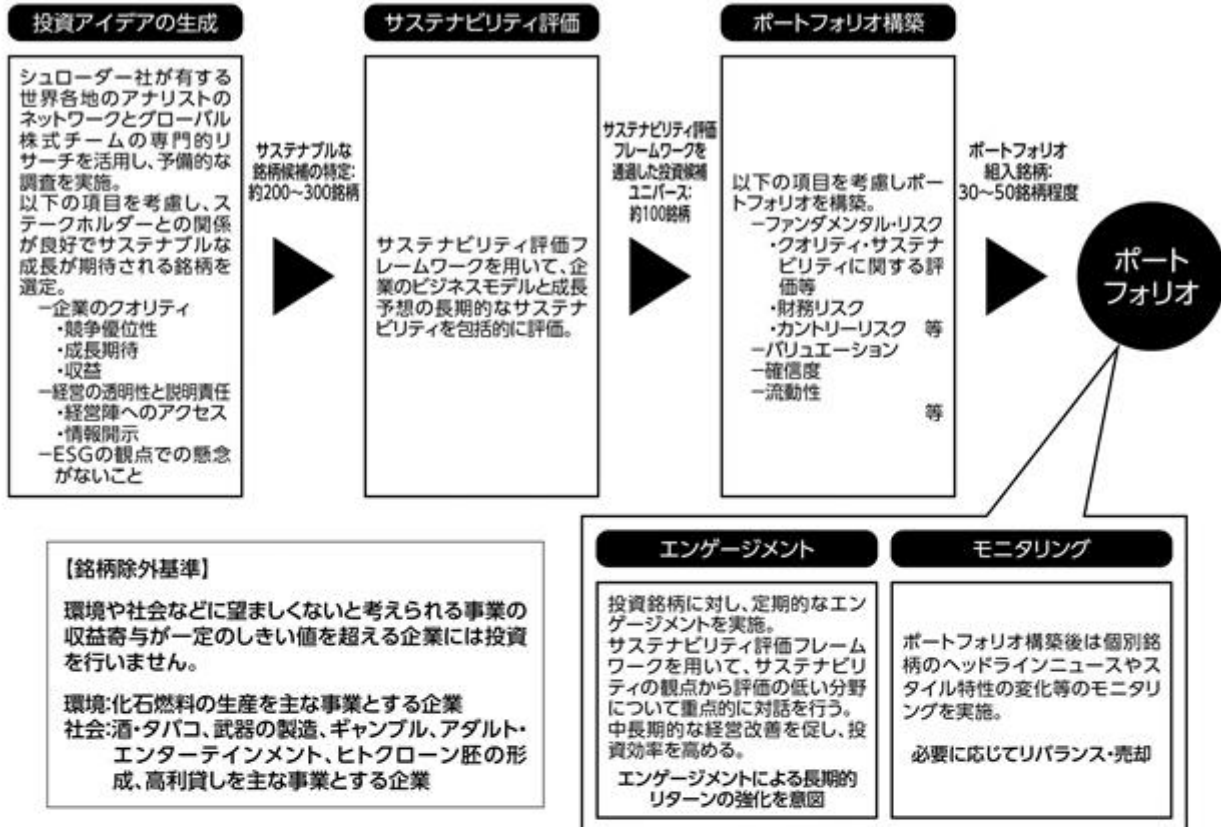 投資アイデアの生成
シュローダー社が有する
世界各地のアナリストの
ネットワークとグローバル
株式チームの専門的リ
サーチを活用し、予備的な
調査を実施。
以下の項目を考慮し、ス
テークホルダーとの関係
が良好でサステナブルな
成長が期待される銘柄を
選定。
－企業のクオリティ
・競争優位性
・成長期待
・収益
－経営の透明性と説明責任
・経営陣へのアクセス
・情報開示
－ESGの観点での懸念
がないこと
サステナブルな
銘柄候補の特定:
約200～300銘柄
サステナビリティ評価
サステナビリティ評価フ
レームワークを用いて、企
業のビジネスモデルと成長
予想の長期的なサステナ
ビリティを包括的に評価。
サステナビリティ評価
フレームワークを
通過した投資候補
ユニバース:
約100銘柄
ポートフォリオ構築
以下の項目を考慮しポー
トフォリオを構築。
－ファンダメンタル・リスク
・クオリティ・サステナ
ビリティに関する評
価等
・財務リスク
・カントリーリスク 等
－バリュエーション
－確信度
－流動性
等
ポートフォリオ
組入銘柄:
30～50銘柄程度
ポート
フォリオ
【銘柄除外基準】
環境や社会などに望ましくないと考えられる事業の
収益寄与が一定のしきい値を超える企業には投資
を行いません。
環境:化石燃料の生産を主な事業とする企業
社会:酒・タバコ、武器の製造、ギャンブル、アダルト・
エンターテインメント、ヒトクローン胚の形
成、高利貸しを主な事業とする企業
エンゲージメント
投資銘柄に対し、定期的なエン
ゲージメントを実施。
サステナビリティ評価フレーム
ワークを用いて、サステナビリ
ティの観点から評価の低い分野
について重点的に対話を行う。
中長期的な経営改善を促し、投
資効率を高める。
エンゲージメントによる長期的
リターンの強化を意図
モニタリング
ポートフォリオ構築後は個別銘
柄のヘッドラインニュースやス
タイル特性の変化等のモニタリ
ングを実施。
必要に応じてリバランス・売却